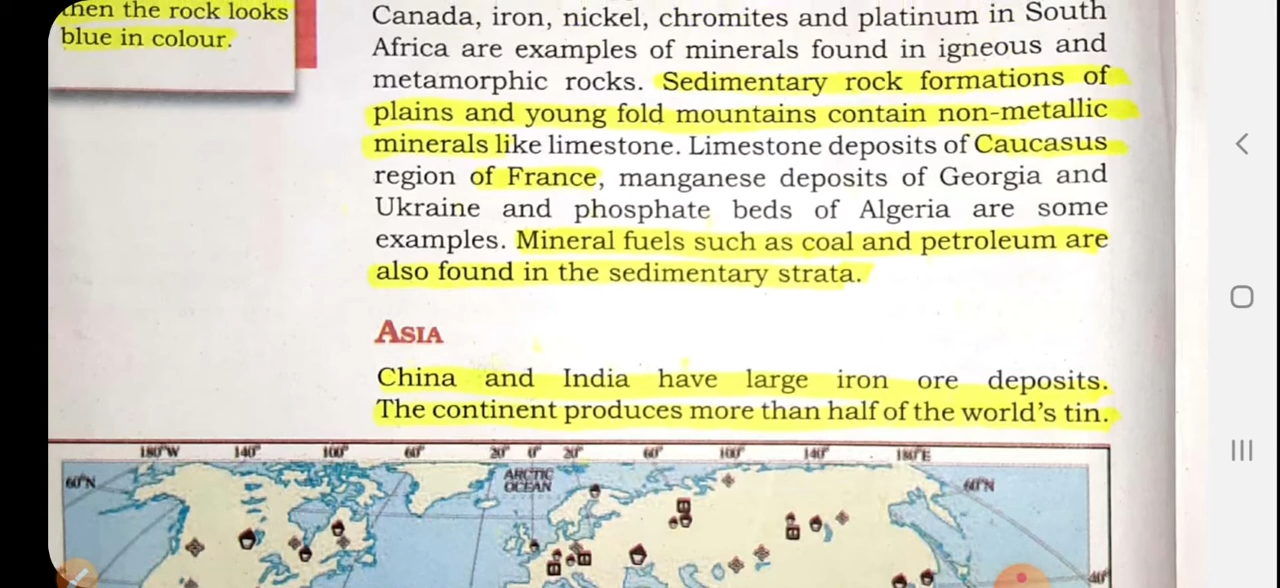 then the rock looks
blue in colour.
Canada, iron, nickel, chromites and platinum in South
Africa are examples of minerals found in igneous and
metamorphic rocks. Sedimentary rock formations of
plains and young fold mountains contain non-metallic
minerals like limestone. Limestone deposits of Caucasus
region of France, manganese deposits of Georgia and
Ukraine and phosphate beds of Algeria are some
examples. Mineral fuels such as coal and petroleum are
also found in the sedimentary strata.
ASIA
China and India have large iron ore deposits.
The continent produces more than half of the world's tin.
180°W 140° 100° 60° 20° 0° 20° 60° 100° 140° 180°E
ARCTIC
OCEAN
60°N 60°N
40°